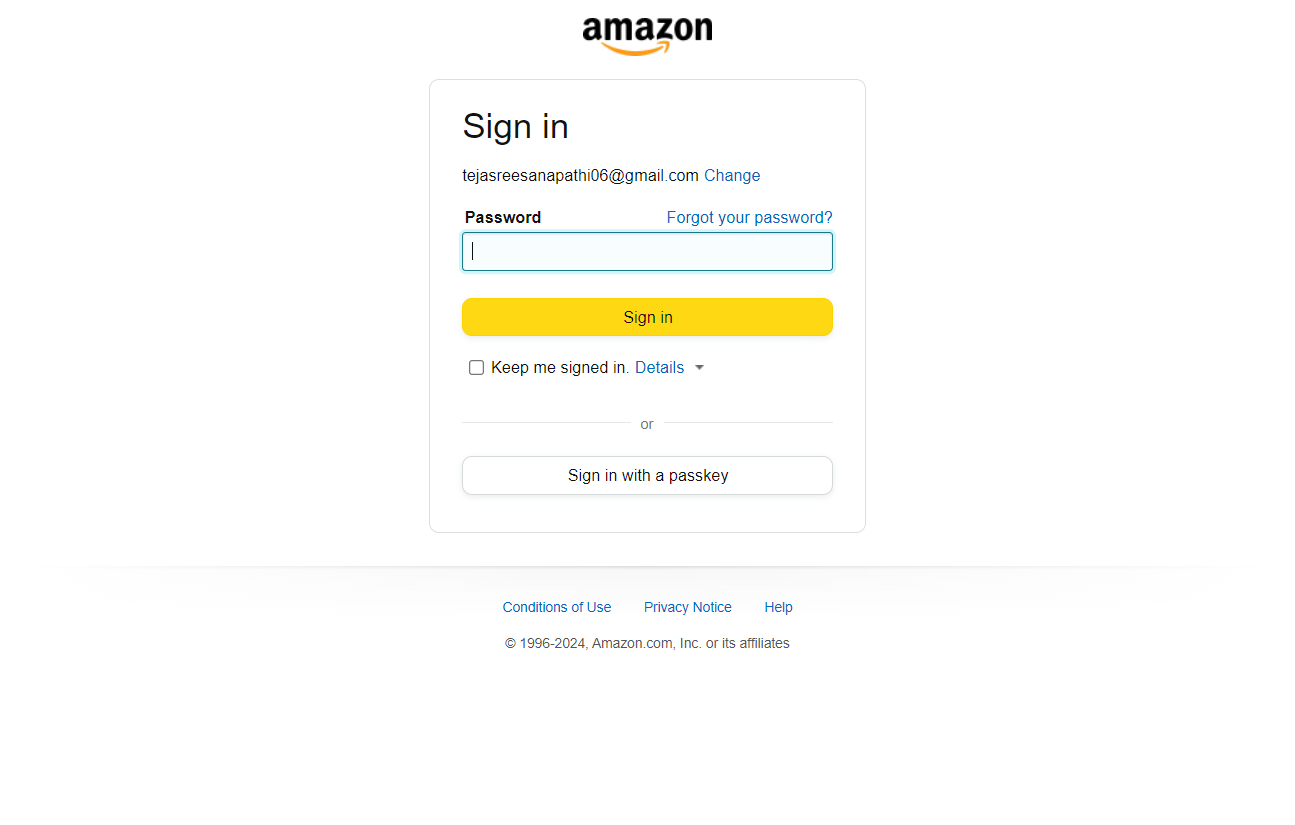 amazon
Sign in
tejasreesanapathi06@gmail.com Change
Password Forgot your password?
Sign in
Keep me signed in. Details
or
Sign in with a passkey
Conditions of Use Privacy Notice Help
© 1996-2024, Amazon.com, Inc. or its affiliates